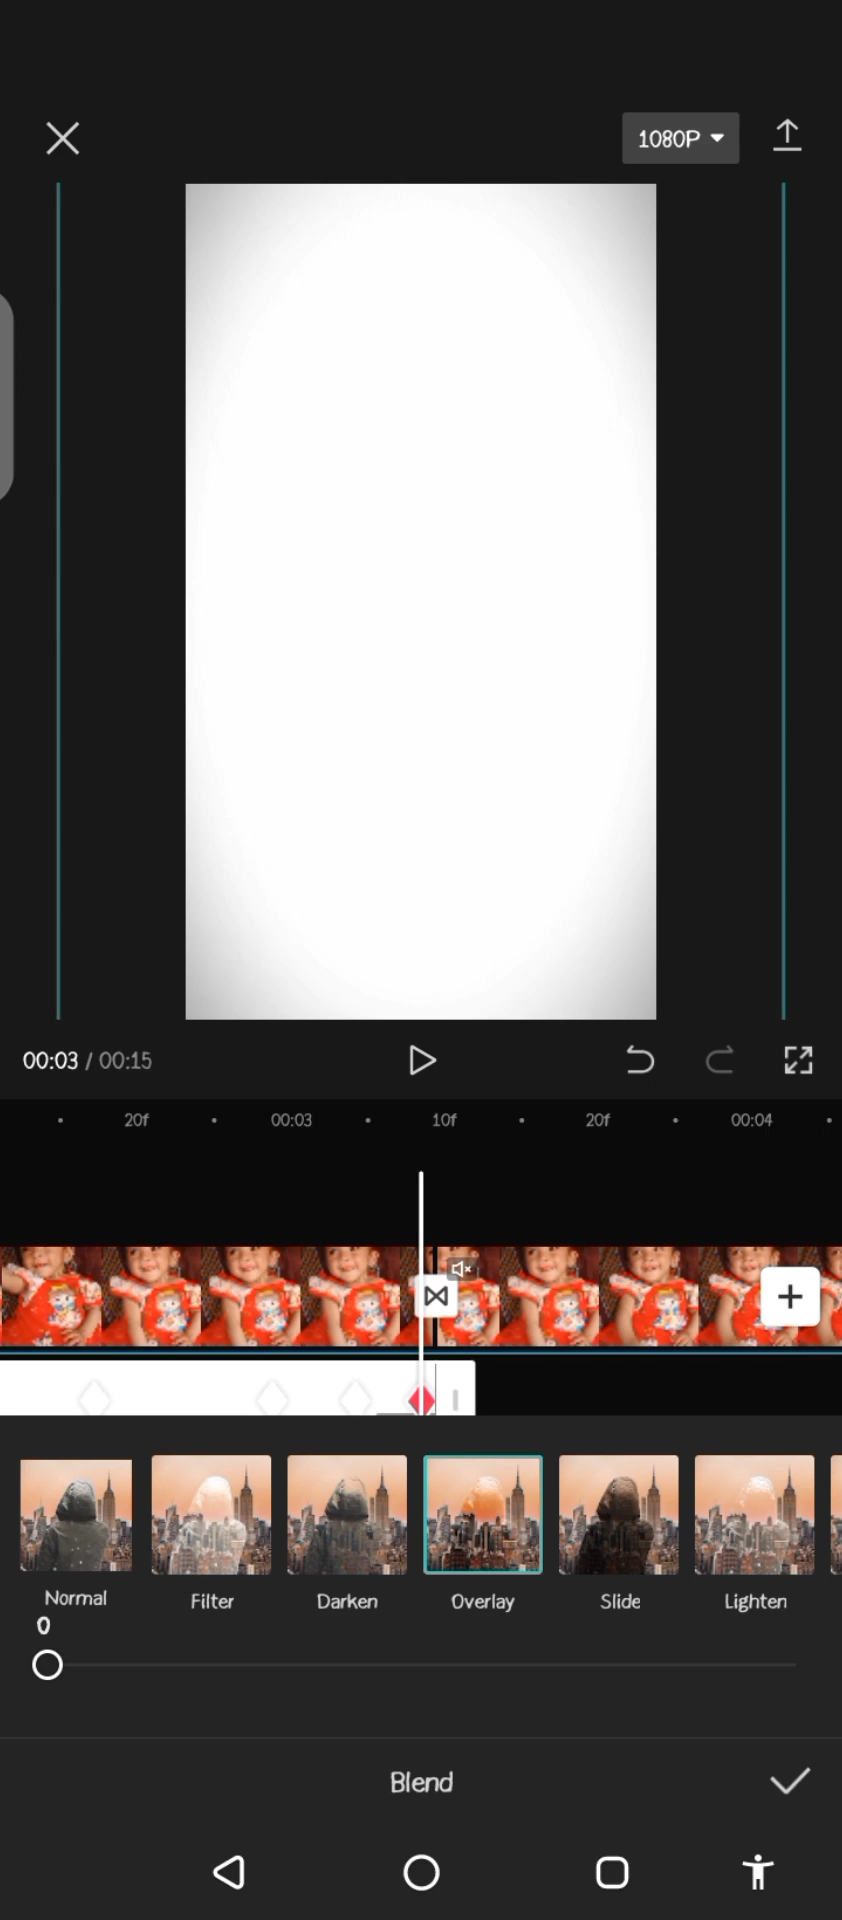 1080P
00:03 / 00:15
20f 00:03 10f 20f 00:04
Normal Filter Darken Overlay Slide Lighten
0
Blend